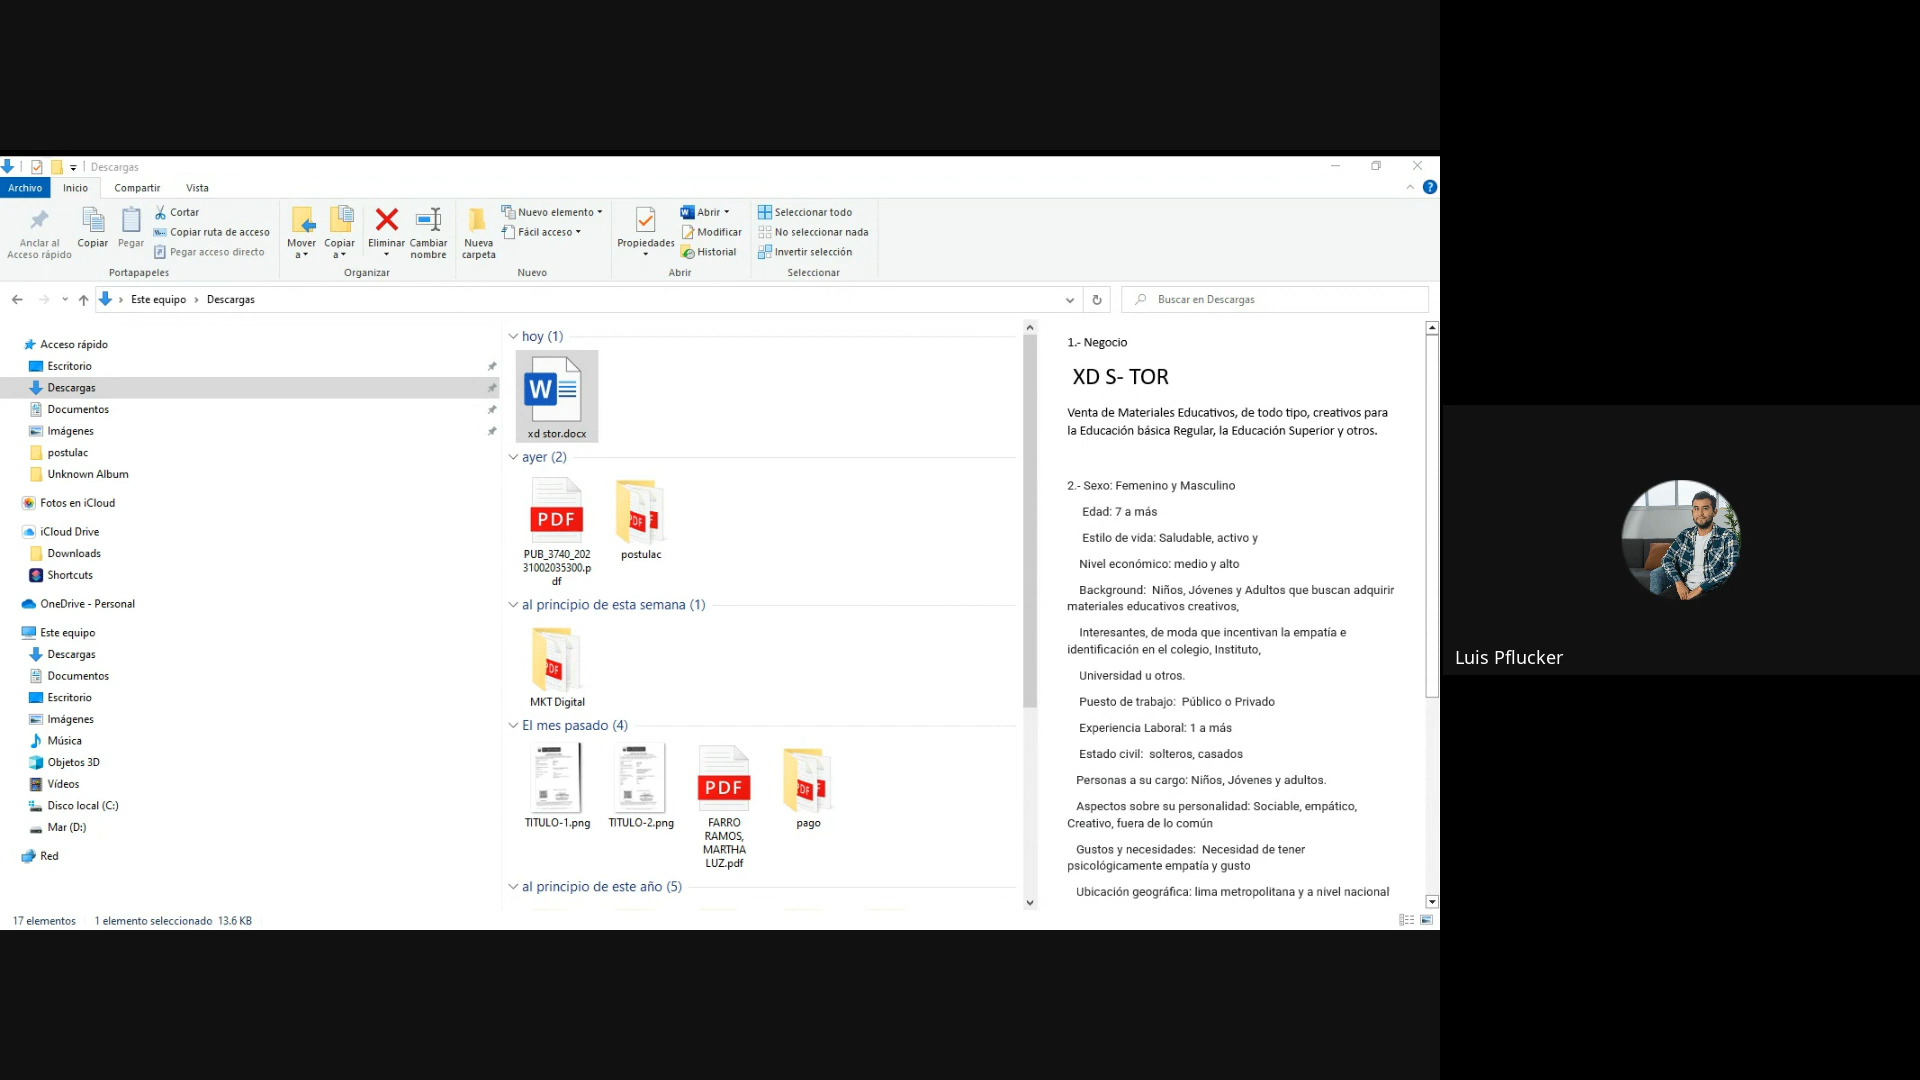 Descargas
Archivo
Inicio
Compartir
Vista
Anclar al
Acceso rápido
Copiar
Pegar
Cortar
Copiar ruta de acceso
Pegar acceso directo
Portapapeles
Mover
a
Copiar
a
Eliminar
Cambiar
nombre
Organizar
Nueva
carpeta
Nuevo elemento
Fácil acceso
Nuevo
Propiedades
Abrir
Modificar
Historial
Abrir
Seleccionar todo
No seleccionar nada
Invertir selección
Seleccionar
Este equipo
Descargas
Buscar en Descargas
Acceso rápido
Escritorio
Descargas
Documentos
Imágenes
postulac
Unknown Album
Fotos en iCloud
iCloud Drive
Downloads
Shortcuts
OneDrive - Personal
Este equipo
Descargas
Documentos
Escritorio
Imágenes
Música
Objetos 3D
Vídeos
Disco local (C:)
Mar (D:)
Red
hoy (1)
W
xd stor.docx
ayer (2)
PDF
PUB_3740_202
31002035300.p
df
PDF
postulac
al principio de esta semana (1)
PDF
MKT Digital
El mes pasado (4)
TITULO-1.png
TITULO-2.png
PDF
FARRO
RAMOS,
MARTHA
LUZ.pdf
PDF
pago
al principio de este año (5)
1.- Negocio
XD S- TOR
Venta de Materiales Educativos, de todo tipo, creativos para
la Educación básica Regular, la Educación Superior y otros.
2.- Sexo: Femenino y Masculino
Edad: 7 a más
Estilo de vida: Saludable, activo y
Nivel económico: medio y alto
Background: Niños, Jóvenes y Adultos que buscan adquirir
materiales educativos creativos,
Interesantes, de moda que incentivan la empatía e
identificación en el colegio, Instituto,
Universidad u otros.
Puesto de trabajo: Público o Privado
Experiencia Laboral: 1 a más
Estado civil: solteros, casados
Personas a su cargo: Niños, Jóvenes y adultos.
Aspectos sobre su personalidad: Sociable, empático,
Creativo, fuera de lo común
Gustos y necesidades: Necesidad de tener
psicológicamente empatía y gusto
Ubicación geográfica: lima metropolitana y a nivel nacional
17 elementos
1 elemento seleccionado 13.6 KB
Luis Pflucker